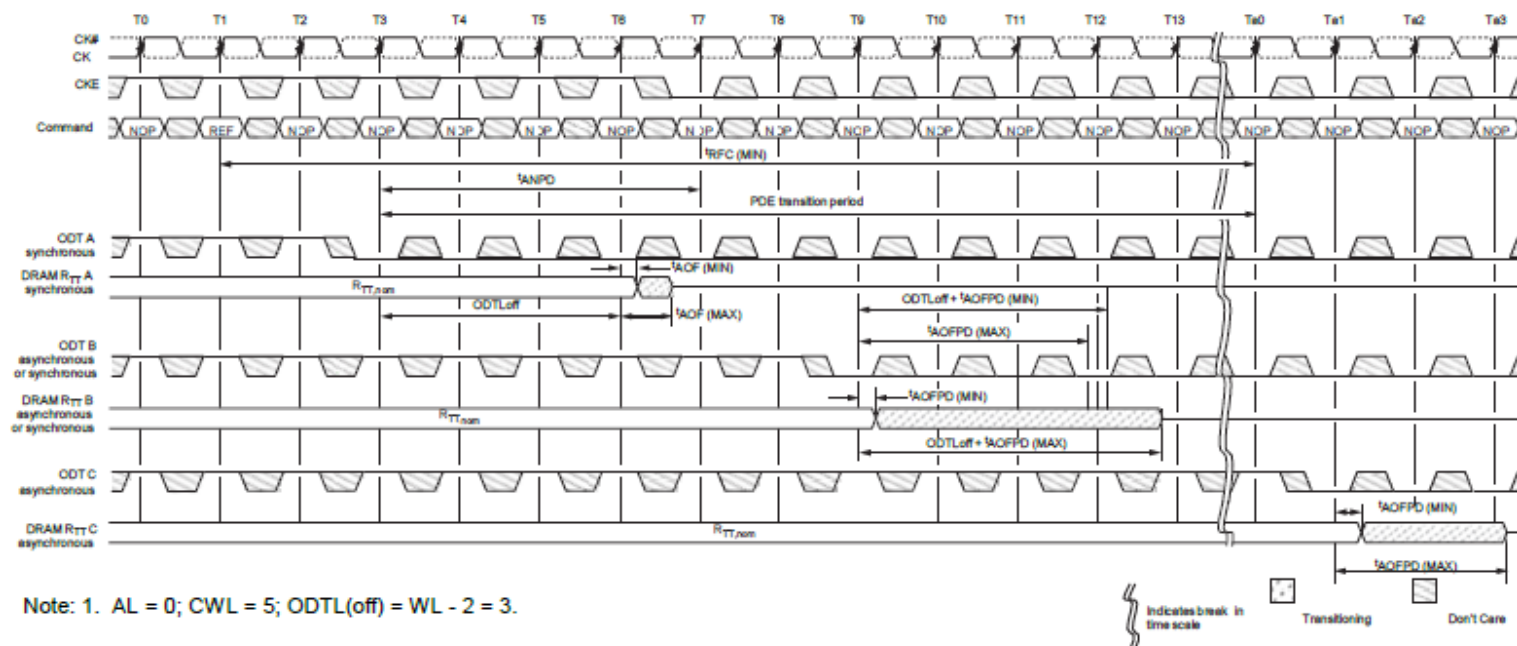 T0 T1 T2 T3 T4 T5 T6 T7 T8 T9 T10 T11 T12 T13 Ta0 Ta1 Ta2 Ta3
CK#
CK
CKE
Command NOP REF NOP NOP NOP NOP NOP NOP NOP NOP NOP NOP NOP NOP NOP NOP NOP NOP
tRFC (MIN)
tANPD
PDE transition period
ODT A
synchronous
tAOF (MIN)
DRAM RTT A
synchronous
RTT,nom
ODTLoff
tAOF (MAX)
ODTLoff + tAOFPD (MIN)
tAOFPD (MAX)
ODT B
asynchronous
or synchronous
tAOFPD (MIN)
DRAM RTT B
asynchronous
or synchronous
RTTnom
ODTLoff + tAOFPD (MAX)
ODT C
asynchronous
tAOFPD (MIN)
DRAM RTT C
asynchronous
RTT,nom
tAOFPD (MAX)
Note: 1. AL = 0; CWL = 5; ODTL(off) = WL - 2 = 3.
Indicates break in
time scale
Transitioning
Don't Care